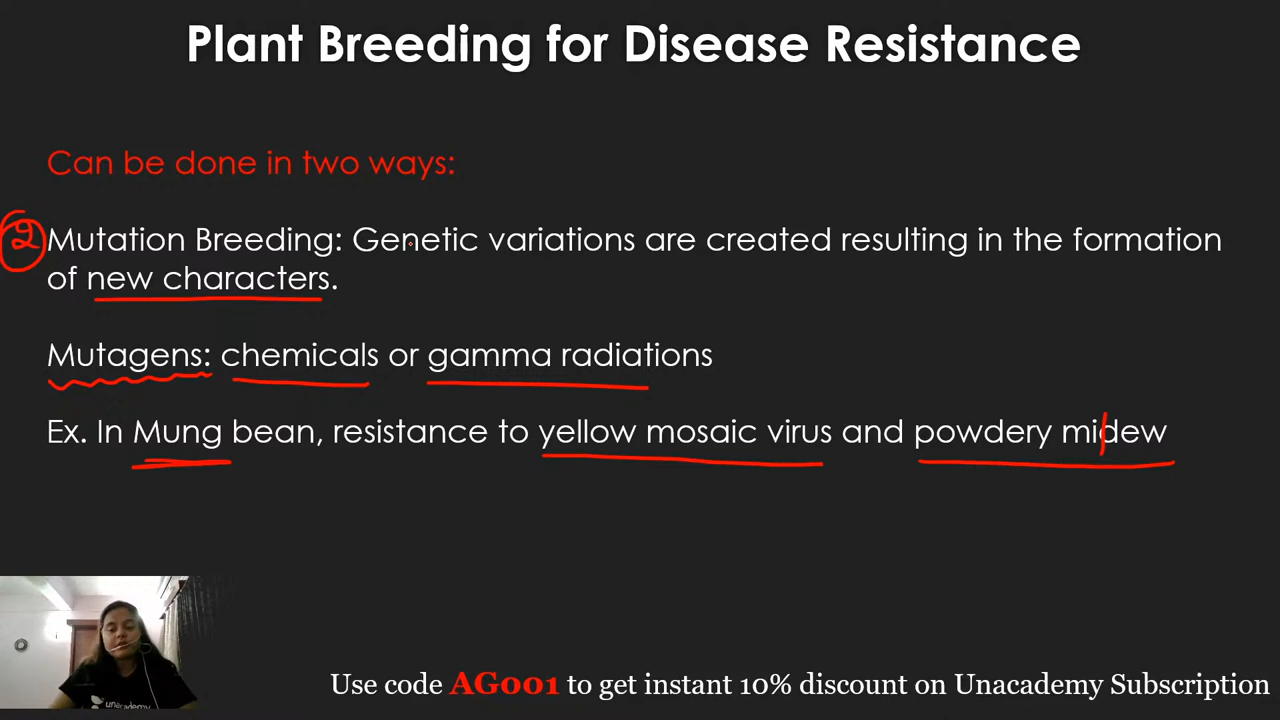 Plant Breeding for Disease Resistance
Can be done in two ways:
2 Mutation Breeding: Genetic variations are created resulting in the formation
of new characters.
Mutagens: chemicals or gamma radiations
Ex. In Mung bean, resistance to yellow mosaic virus and powdery midew
unacademy
Use code AG001 to get instant 10% discount on Unacademy Subscription